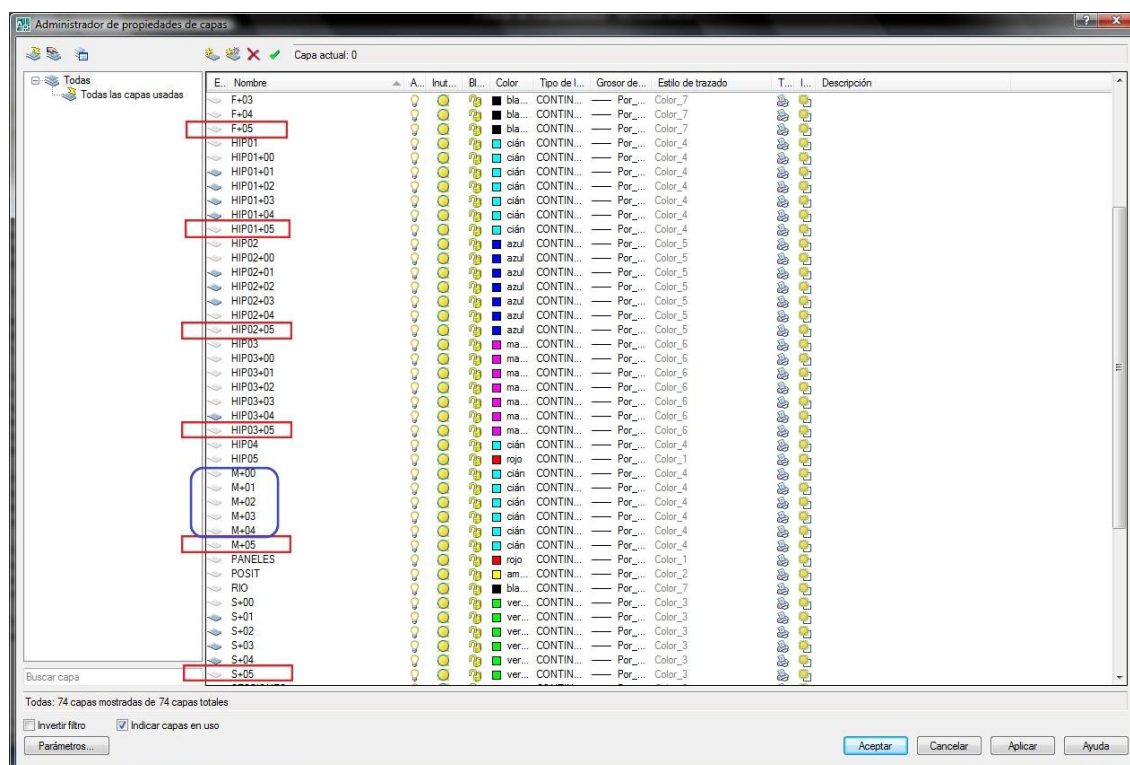 Administrador de propiedades de capas
Capa actual: 0
Todas
Todas las capas usadas
E.. Nombre A... Inut... Bl... Color Tipo de l... Grosor de... Estilo de trazado T... I... Descripción
F+03 bla... CONTIN... Por_... Color_7
F+04 bla... CONTIN... Por_... Color_7
F+05 bla... CONTIN... Por_... Color_7
HIP01 cián CONTIN... Por_... Color_4
HIP01+00 cián CONTIN... Por_... Color_4
HIP01+01 cián CONTIN... Por_... Color_4
HIP01+02 cián CONTIN... Por_... Color_4
HIP01+03 cián CONTIN... Por_... Color_4
HIP01+04 cián CONTIN... Por_... Color_4
HIP01+05 cián CONTIN... Por_... Color_4
HIP02 azul CONTIN... Por_... Color_5
HIP02+00 azul CONTIN... Por_... Color_5
HIP02+01 azul CONTIN... Por_... Color_5
HIP02+02 azul CONTIN... Por_... Color_5
HIP02+03 azul CONTIN... Por_... Color_5
HIP02+04 azul CONTIN... Por_... Color_5
HIP02+05 azul CONTIN... Por_... Color_5
HIP03 ma... CONTIN... Por_... Color_6
HIP03+00 ma... CONTIN... Por_... Color_6
HIP03+01 ma... CONTIN... Por_... Color_6
HIP03+02 ma... CONTIN... Por_... Color_6
HIP03+03 ma... CONTIN... Por_... Color_6
HIP03+04 ma... CONTIN... Por_... Color_6
HIP03+05 ma... CONTIN... Por_... Color_6
HIP04 cián CONTIN... Por_... Color_4
HIP05 rojo CONTIN... Por_... Color_1
M+00 cián CONTIN... Por_... Color_4
M+01 cián CONTIN... Por_... Color_4
M+02 cián CONTIN... Por_... Color_4
M+03 cián CONTIN... Por_... Color_4
M+04 cián CONTIN... Por_... Color_4
M+05 cián CONTIN... Por_... Color_4
PANELES rojo CONTIN... Por_... Color_1
POSIT am... CONTIN... Por_... Color_2
RIO bla... CONTIN... Por_... Color_7
S+00 ver... CONTIN... Por_... Color_3
S+01 ver... CONTIN... Por_... Color_3
S+02 ver... CONTIN... Por_... Color_3
S+03 ver... CONTIN... Por_... Color_3
S+04 ver... CONTIN... Por_... Color_3
S+05 ver... CONTIN... Por_... Color_3
Buscar capa
Todas: 74 capas mostradas de 74 capas totales
Invertir filtro Indicar capas en uso
Parámetros... Aceptar Cancelar Aplicar Ayuda